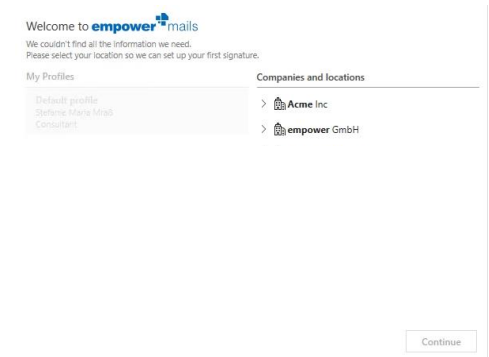 Welcome to empower mails
We couldn't find all the information we need.
Please select your location so we can set up your first signature.
My Profiles
Companies and locations
Default profile
Stefanie Maria Mraß
Consultant
Acme Inc
empower GmbH
Continue